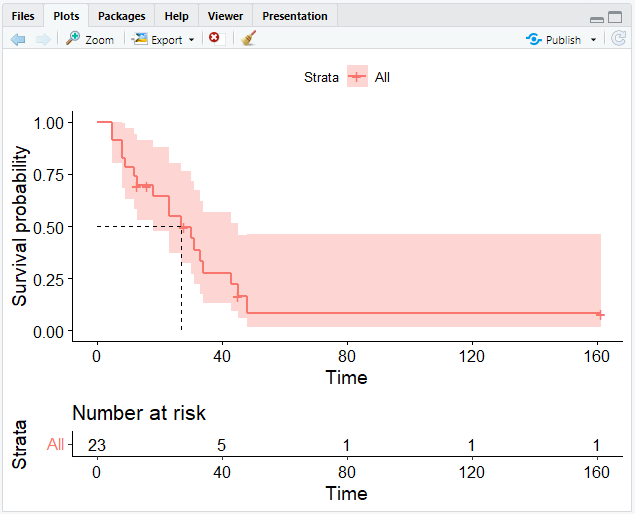 Files Plots Packages Help Viewer Presentation
Zoom Export Publish
Strata All
1.00
0.75
0.50
0.25
0.00
Survival probability
0 40 80 120 160
Time
Number at risk
Strata
All 23 5 1 1 1
0 40 80 120 160
Time